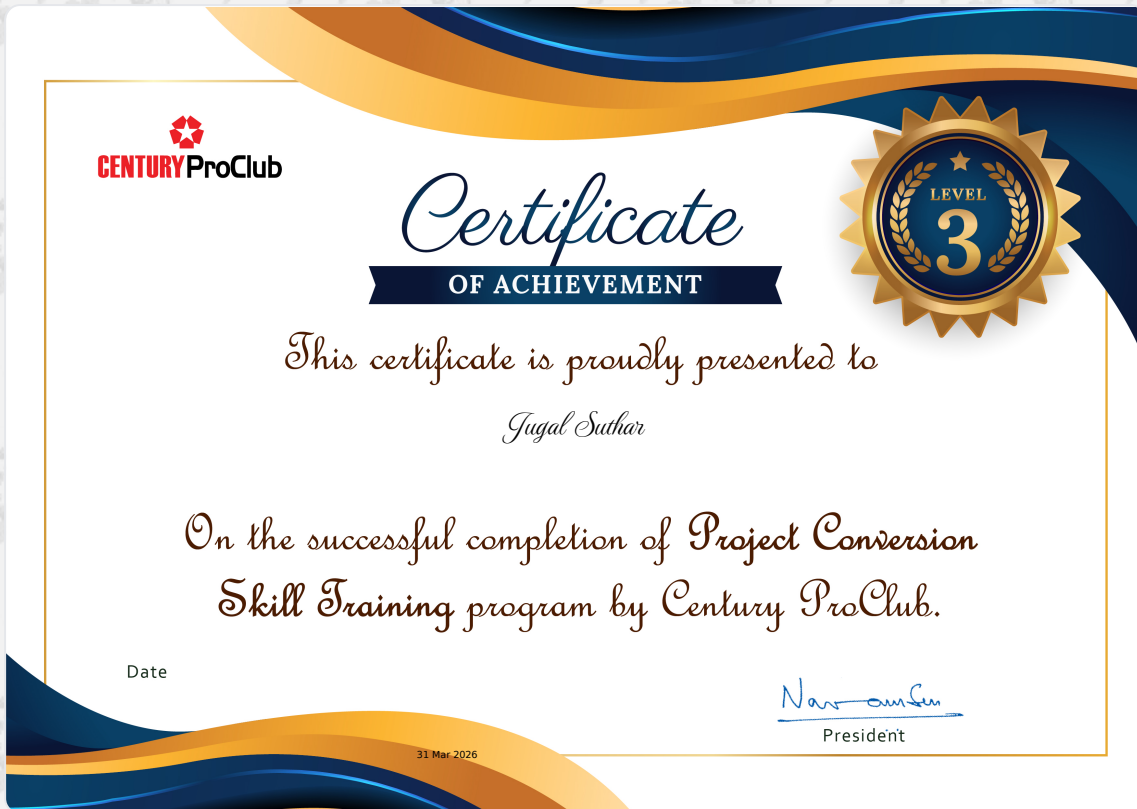 CENTURY ProClub
LEVEL
3
Certificate
OF ACHIEVEMENT
This certificate is proudly presented to
Jugal Suthar
On the successful completion of Project Conversion
Skill Training program by Century ProClub.
Date
President
31 Mar 2026